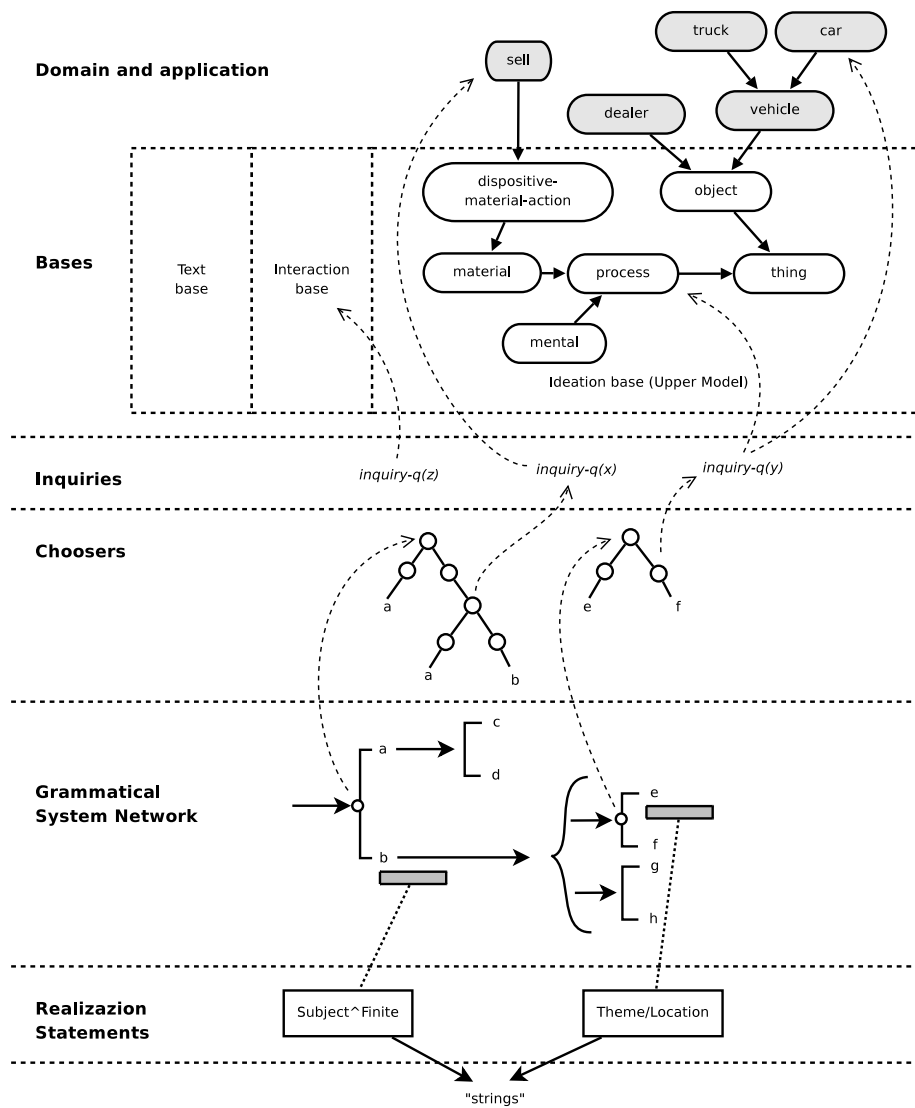 truck
car
Domain and application
sell
dealer
vehicle
dispositive-
material-action
object
Bases
Text
base
Interaction
base
material
process
thing
mental
Ideation base (Upper Model)
Inquiries
inquiry-q(z)
inquiry-q(x)
inquiry-q(y)
Choosers
a
e
f
a
b
c
a
d
Grammatical
System Network
e
f
b
g
h
Realizazion
Statements
Subject^Finite
Theme/Location
"strings"